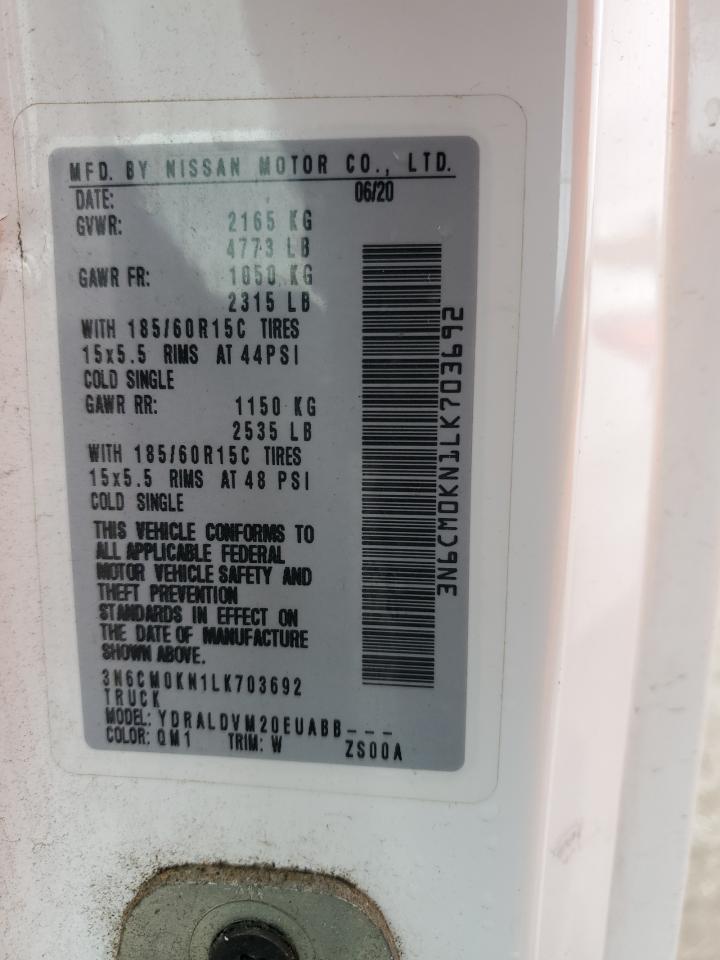 MFD. BY NISSAN MOTOR CO., LTD.
DATE: 06/20
GVWR: 2165 KG
4773 LB
GAWR FR: 1050 KG
2315 LB
WITH 185/60R15C TIRES
15x5.5 RIMS AT 44PSI
COLD SINGLE
GAWR RR: 1150 KG
2535 LB
WITH 185/60R15C TIRES
15x5.5 RIMS AT 48 PSI
COLD SINGLE
THIS VEHICLE CONFORMS TO
ALL APPLICABLE FEDERAL
MOTOR VEHICLE SAFETY AND
THEFT PREVENTION
STANDARDS IN EFFECT ON
THE DATE OF MANUFACTURE
SHOWN ABOVE.
3N6CM0KN1LK703692
TRUCK
MODEL: YDRALDVM20EUABB---
COLOR: QM1 TRIM: W ZS00A
3N6CM0KN1LK703692